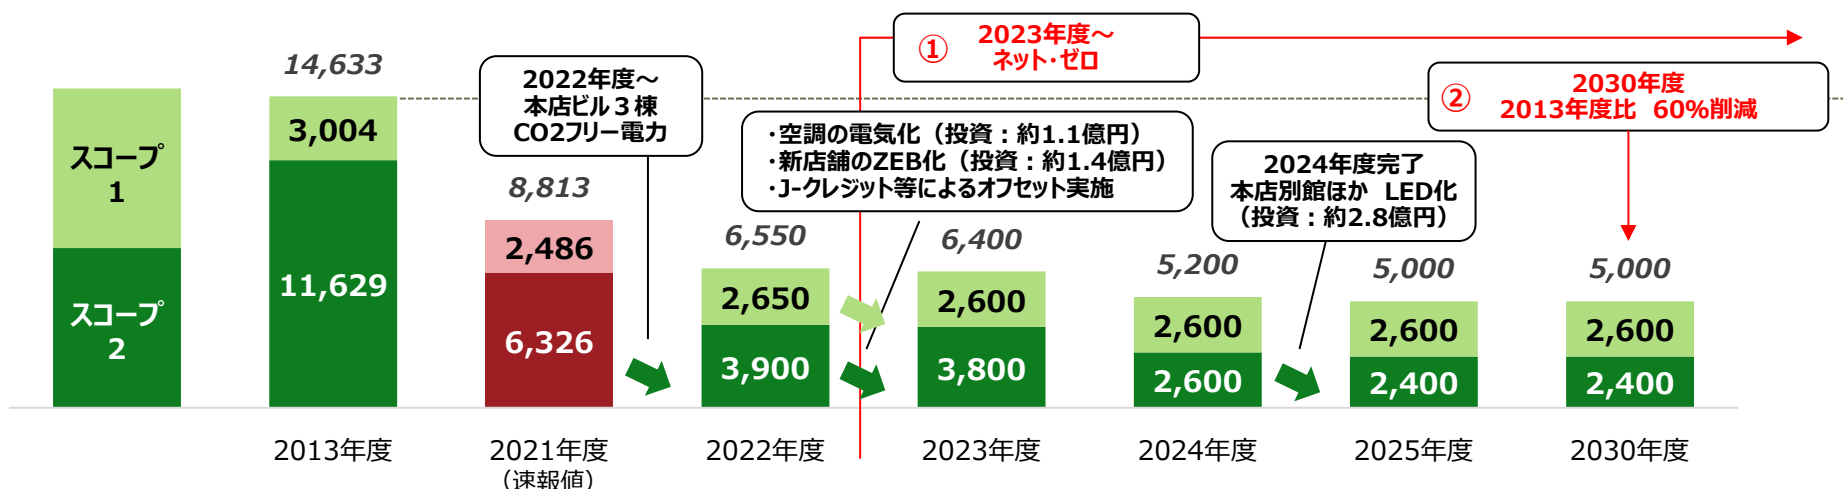 スコープ
1
スコープ
2
14,633
3,004
11,629
2013年度
8,813
2,486
6,326
2021年度
（速報値）
2022年度～
本店ビル３棟
CO2フリー電力
6,550
2,650
3,900
2022年度
① 2023年度～
ネット・ゼロ
・空調の電気化（投資：約1.1億円）
・新店舗のZEB化（投資：約1.4億円）
・J-クレジット等によるオフセット実施
6,400
2,600
3,800
2023年度
5,200
2,600
2,600
2024年度
2024年度完了
本店別館ほか LED化
（投資：約2.8億円）
5,000
2,600
2,400
2025年度
② 2030年度
2013年度比 60%削減
5,000
2,600
2,400
2030年度